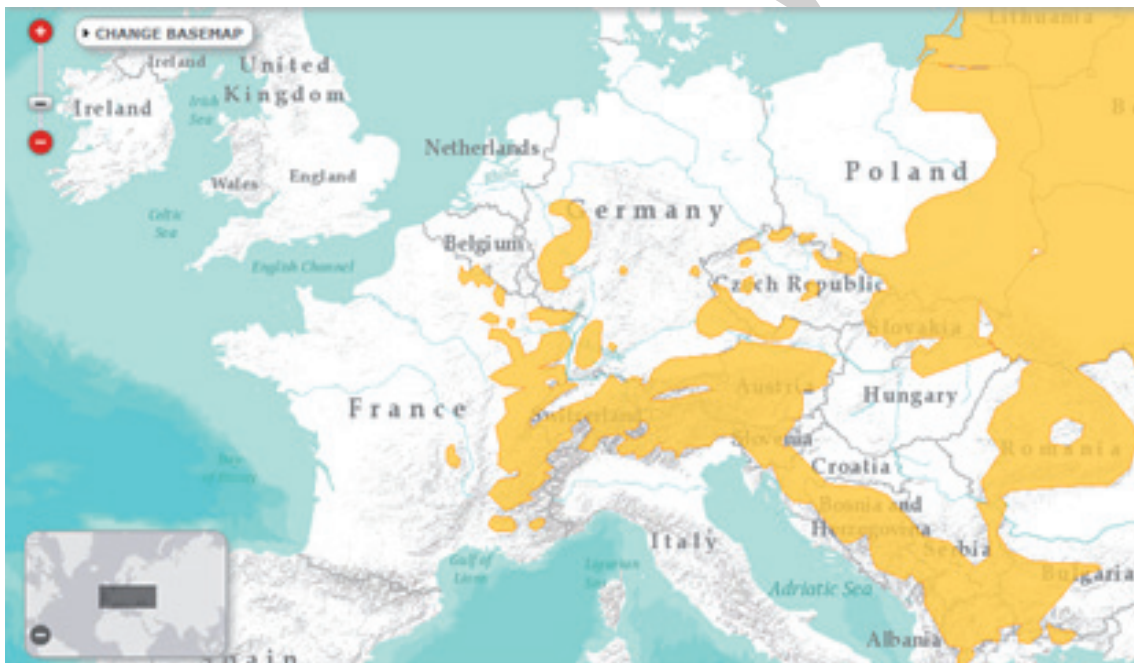 Lithuania
CHANGE BASEMAP
Ireland
United
Kingdom
Ireland
Irish
Sea
Netherlands
Wales
England
Poland
Germany
Celtic
Sea
Belgium
English Channel
Czech Republic
Slovakia
Austria
Hungary
France
Switzerland
Slovenia
Romania
Croatia
Bosnia and
Herzegovina
Serbia
Italy
Gulf of
Lion
Ligurian
Sea
Bulgaria
Adriatic Sea
Albania
Spain